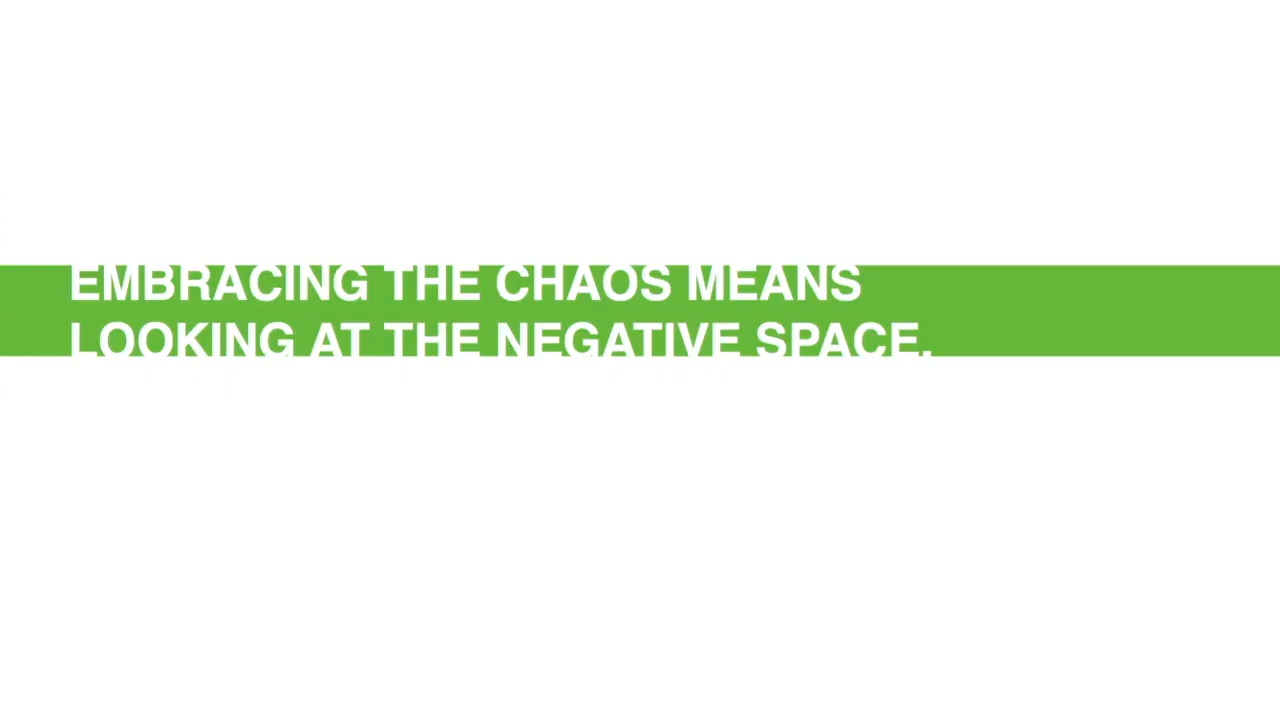 EMBRACING THE CHAOS MEANS
LOOKING AT THE NEGATIVE SPACE.